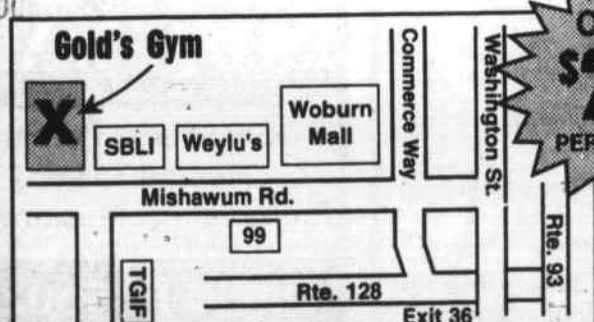 Gold's Gym
X
SBLI
Weylu's
Woburn
Mall
Commerce Way
Washington St.
Mishawum Rd.
99
TGIF
Rte. 128
Exit 36
Rte. 93